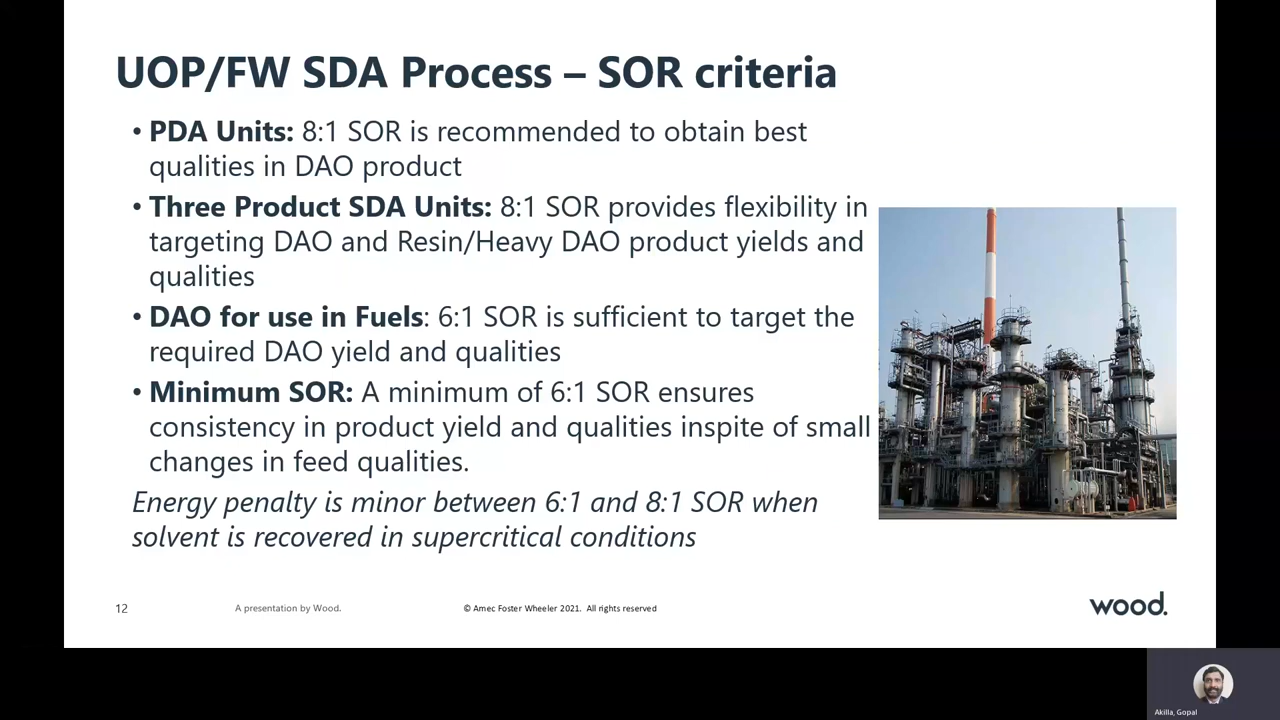 UOP/FW SDA Process – SOR criteria
• PDA Units: 8:1 SOR is recommended to obtain best
qualities in DAO product
• Three Product SDA Units: 8:1 SOR provides flexibility in
targeting DAO and Resin/Heavy DAO product yields and
qualities
• DAO for use in Fuels: 6:1 SOR is sufficient to target the
required DAO yield and qualities
• Minimum SOR: A minimum of 6:1 SOR ensures
consistency in product yield and qualities inspite of small
changes in feed qualities.
Energy penalty is minor between 6:1 and 8:1 SOR when
solvent is recovered in supercritical conditions
12
A presentation by Wood.
© Amec Foster Wheeler 2021. All rights reserved
wood.
Akilla, Gopal